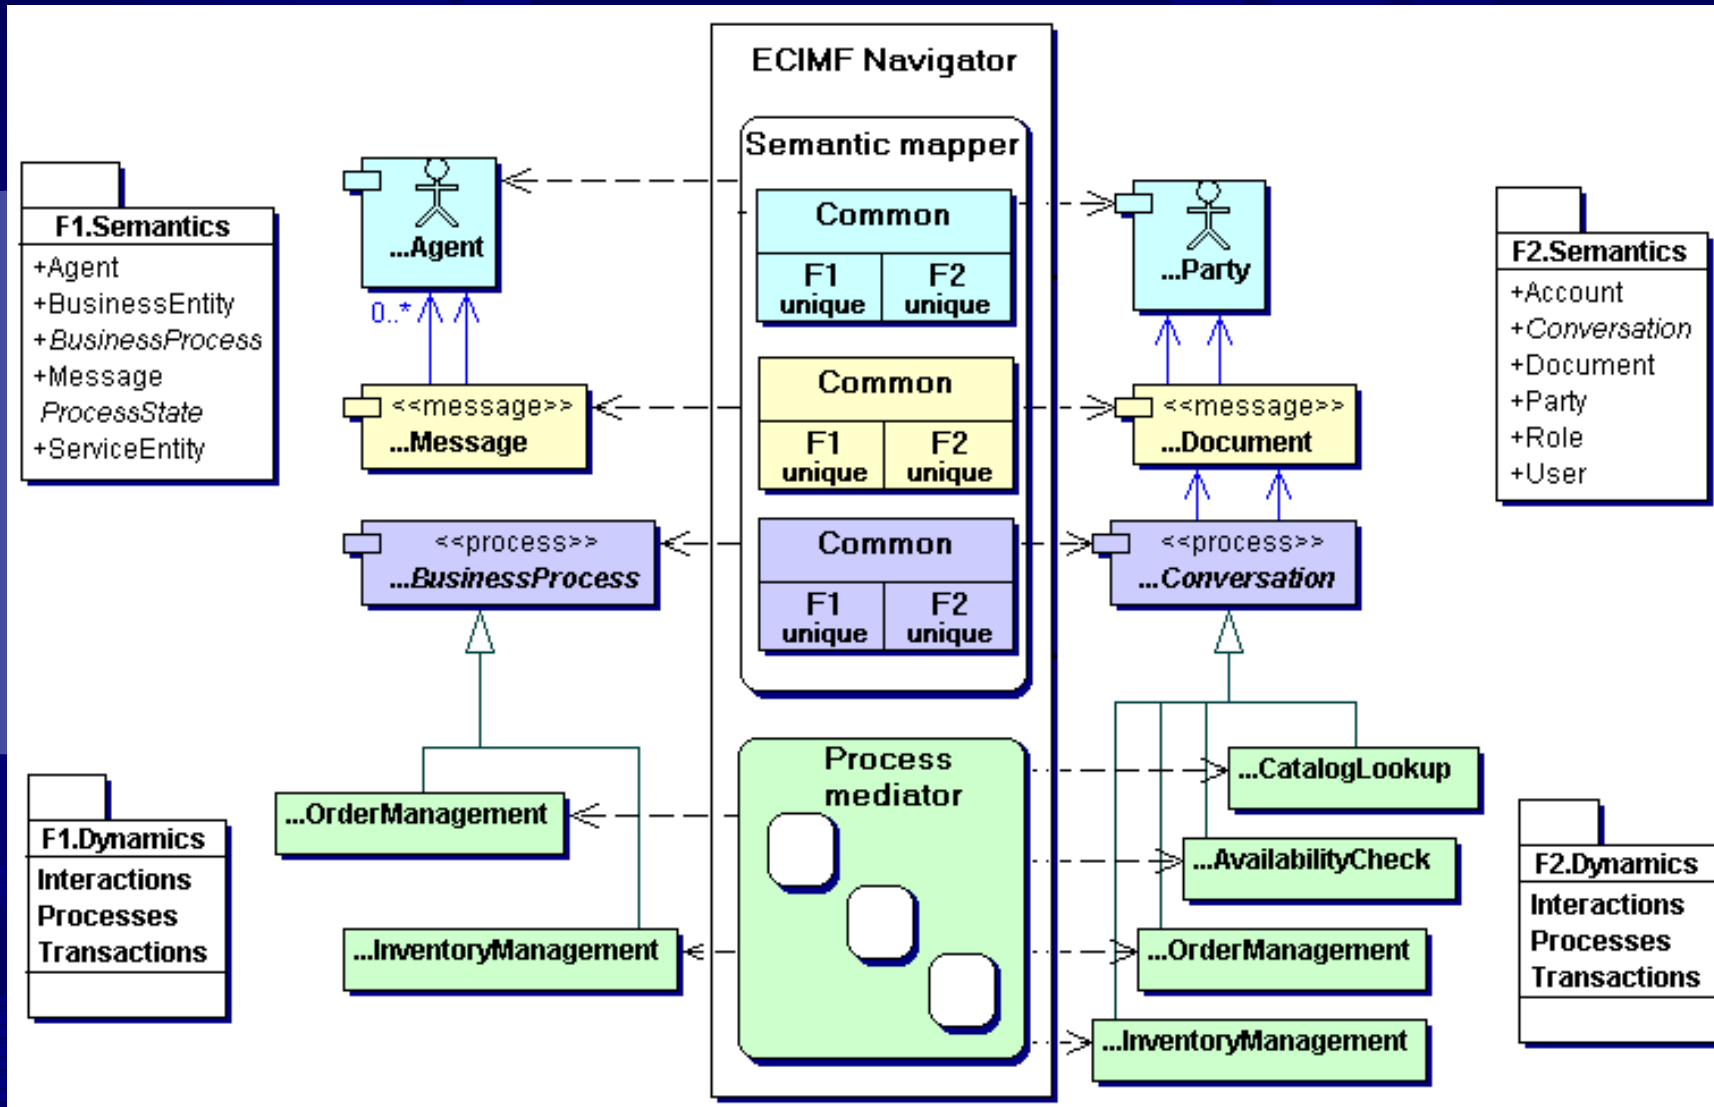 ECIMF Navigator
Semantic mapper
Common
F1
unique
F2
unique
Common
F1
unique
F2
unique
Common
F1
unique
F2
unique
Process
mediator
F1.Semantics
+Agent
+BusinessEntity
+BusinessProcess
+Message
ProcessState
+ServiceEntity
...Agent
0..*
<<message>>
...Message
<<process>>
...BusinessProcess
...OrderManagement
...InventoryManagement
F1.Dynamics
Interactions
Processes
Transactions
...Party
<<message>>
...Document
<<process>>
...Conversation
...CatalogLookup
...AvailabilityCheck
...OrderManagement
...InventoryManagement
F2.Semantics
+Account
+Conversation
+Document
+Party
+Role
+User
F2.Dynamics
Interactions
Processes
Transactions